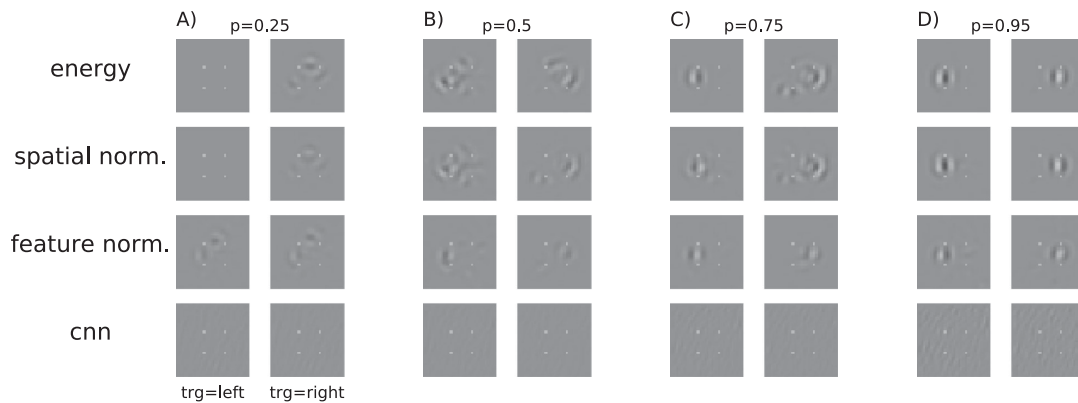 A) B) C) D)
p=0.25 p=0.5 p=0.75 p=0.95
energy
spatial norm.
feature norm.
cnn
trg=left trg=right